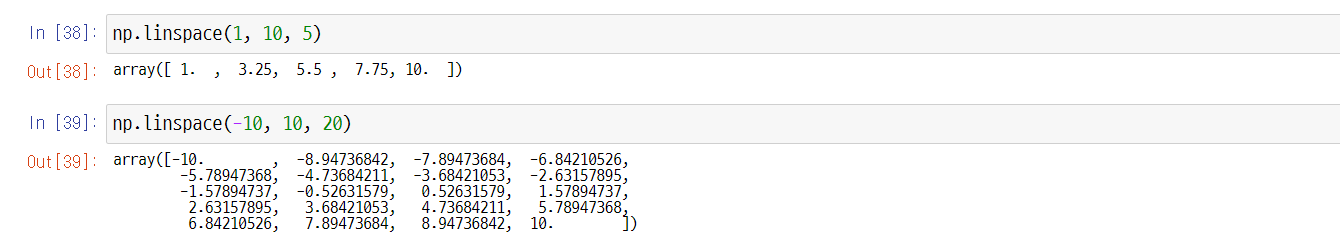 In [38]: np.linspace(1, 10, 5)
Out[38]: array([ 1.  ,  3.25,  5.5 ,  7.75, 10.  ])
In [39]: np.linspace(-10, 10, 20)
Out[39]: array([-10.        ,  -8.94736842,  -7.89473684,  -6.84210526,
-5.78947368,  -4.73684211,  -3.68421053,  -2.63157895,
-1.57894737,  -0.52631579,   0.52631579,   1.57894737,
2.63157895,   3.68421053,   4.73684211,   5.78947368,
6.84210526,   7.89473684,   8.94736842,  10.        ])